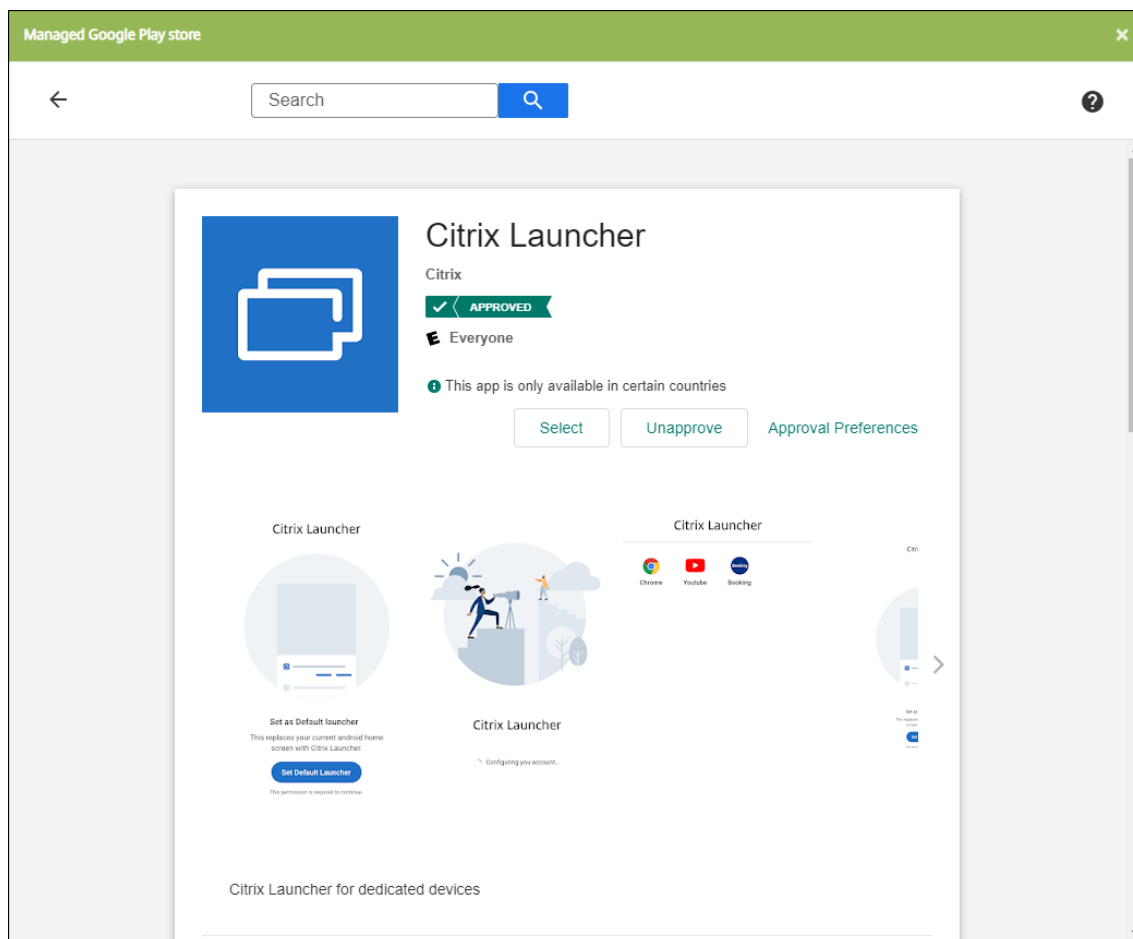 Managed Google Play store
Search
Citrix Launcher
Citrix
APPROVED
E Everyone
This app is only available in certain countries
Select
Unapprove
Approval Preferences
Citrix Launcher
Set as Default launcher
This replaces your current android home
screen with Citrix Launcher.
Set Default Launcher
This permission is required to continue.
Citrix Launcher
Configuring you account...
Citrix Launcher
Chrome
Youtube
Booking
Citrix Launcher for dedicated devices